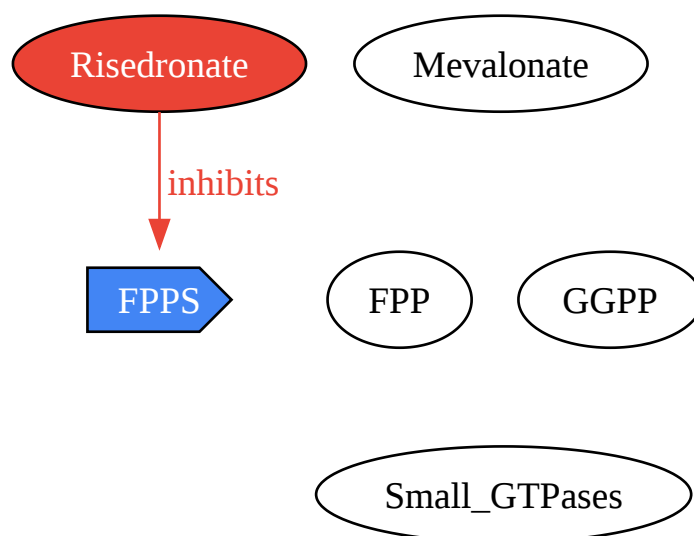 Risedronate
Mevalonate
inhibits
FPPS
FPP
GGPP
Small_GTPases